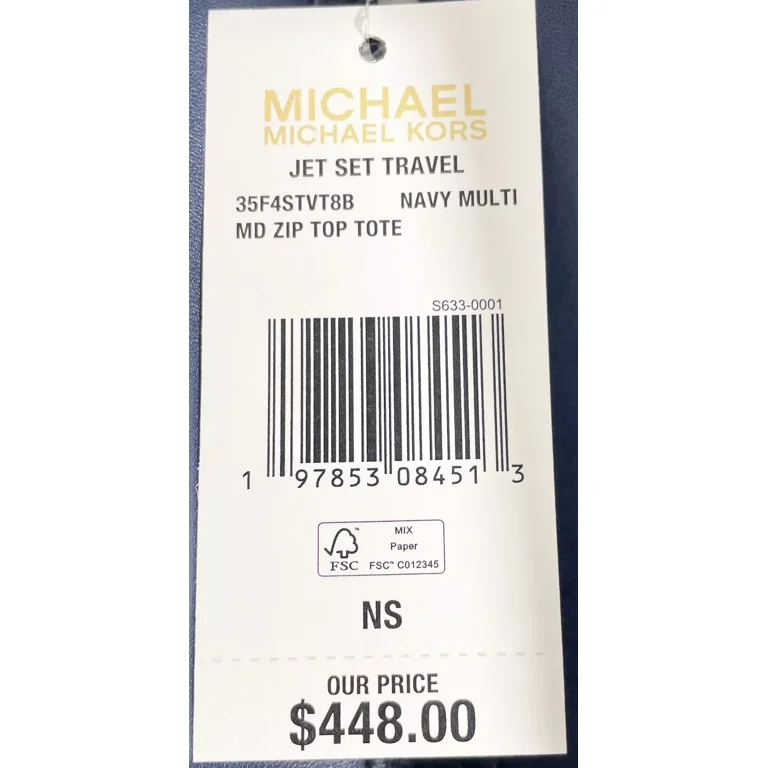 MICHAEL
MICHAEL KORS
JET SET TRAVEL
35F4STVT8B NAVY MULTI
MD ZIP TOP TOTE
S633-0001
1 97853 08451 3
MIX
Paper
FSC™ C012345
FSC
NS
OUR PRICE
$448.00